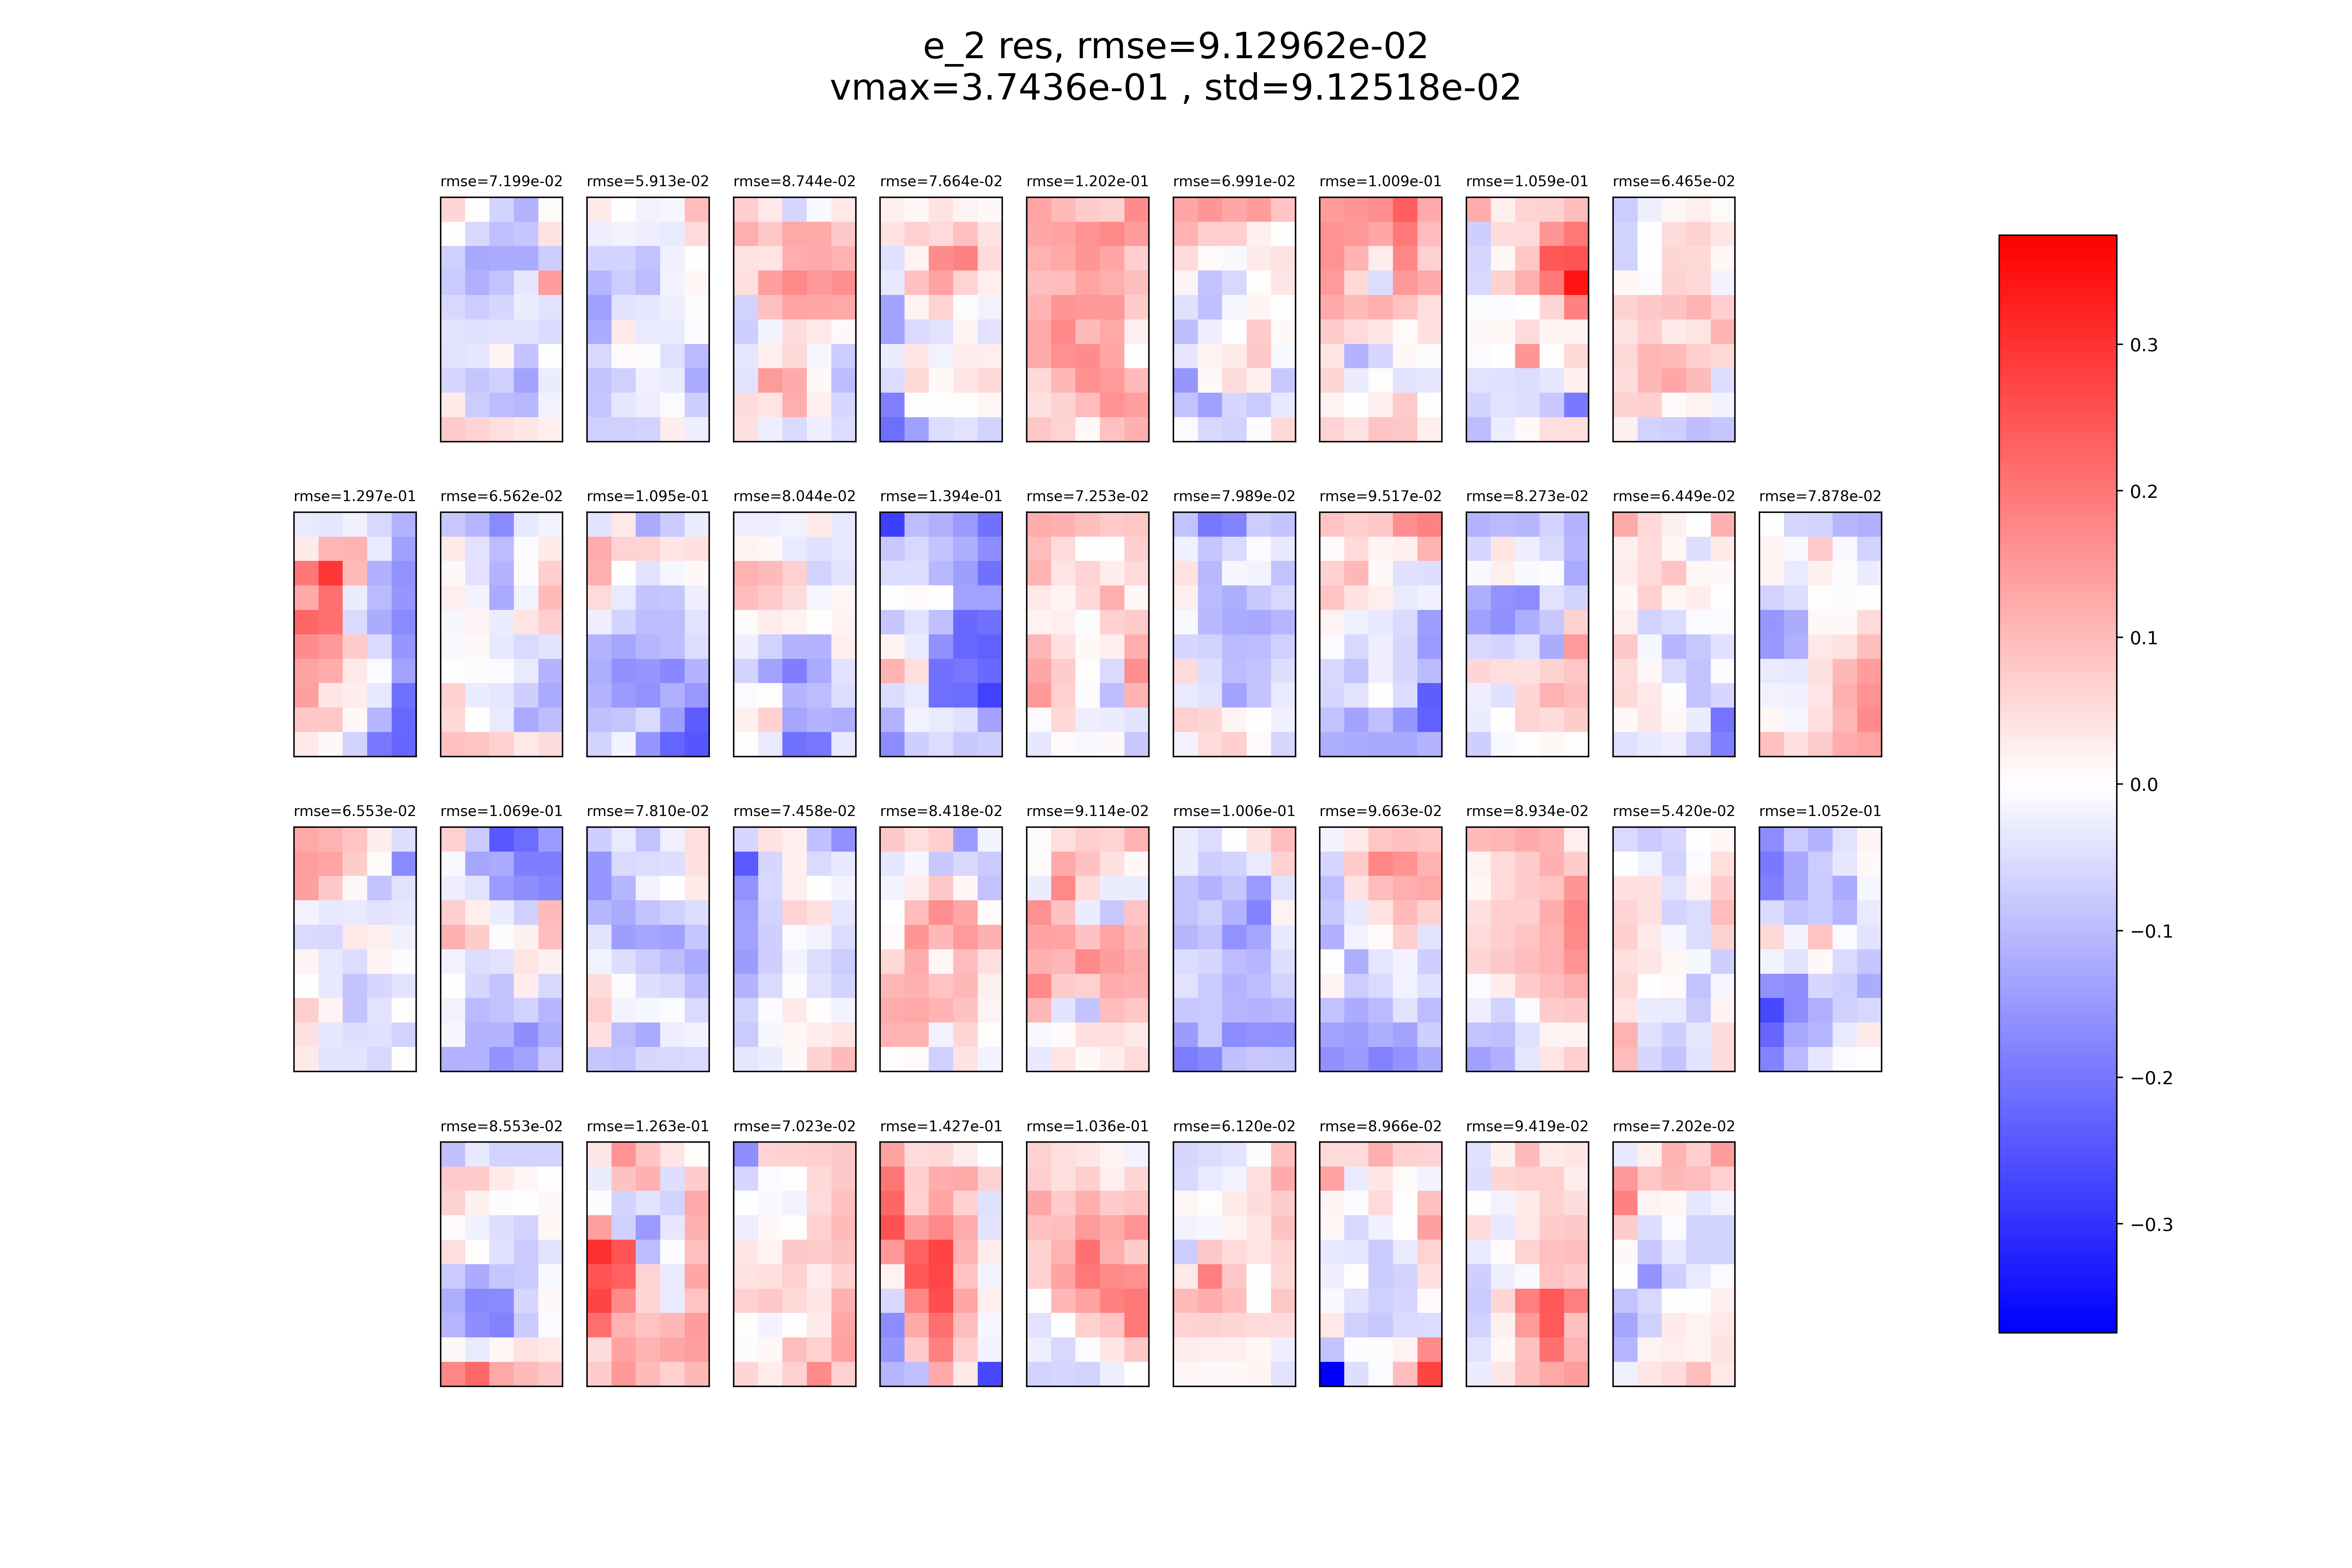 e_2 res, rmse=9.12962e-02
vmax=3.7436e-01 , std=9.12518e-02
rmse=7.199e-02 rmse=5.913e-02 rmse=8.744e-02 rmse=7.664e-02 rmse=1.202e-01 rmse=6.991e-02 rmse=1.009e-01 rmse=1.059e-01 rmse=6.465e-02
rmse=1.297e-01 rmse=6.562e-02 rmse=1.095e-01 rmse=8.044e-02 rmse=1.394e-01 rmse=7.253e-02 rmse=7.989e-02 rmse=9.517e-02 rmse=8.273e-02 rmse=6.449e-02 rmse=7.878e-02
rmse=6.553e-02 rmse=1.069e-01 rmse=7.810e-02 rmse=7.458e-02 rmse=8.418e-02 rmse=9.114e-02 rmse=1.006e-01 rmse=9.663e-02 rmse=8.934e-02 rmse=5.420e-02 rmse=1.052e-01
rmse=8.553e-02 rmse=1.263e-01 rmse=7.023e-02 rmse=1.427e-01 rmse=1.036e-01 rmse=6.120e-02 rmse=8.966e-02 rmse=9.419e-02 rmse=7.202e-02
0.3
0.2
0.1
0.0
−0.1
−0.2
−0.3